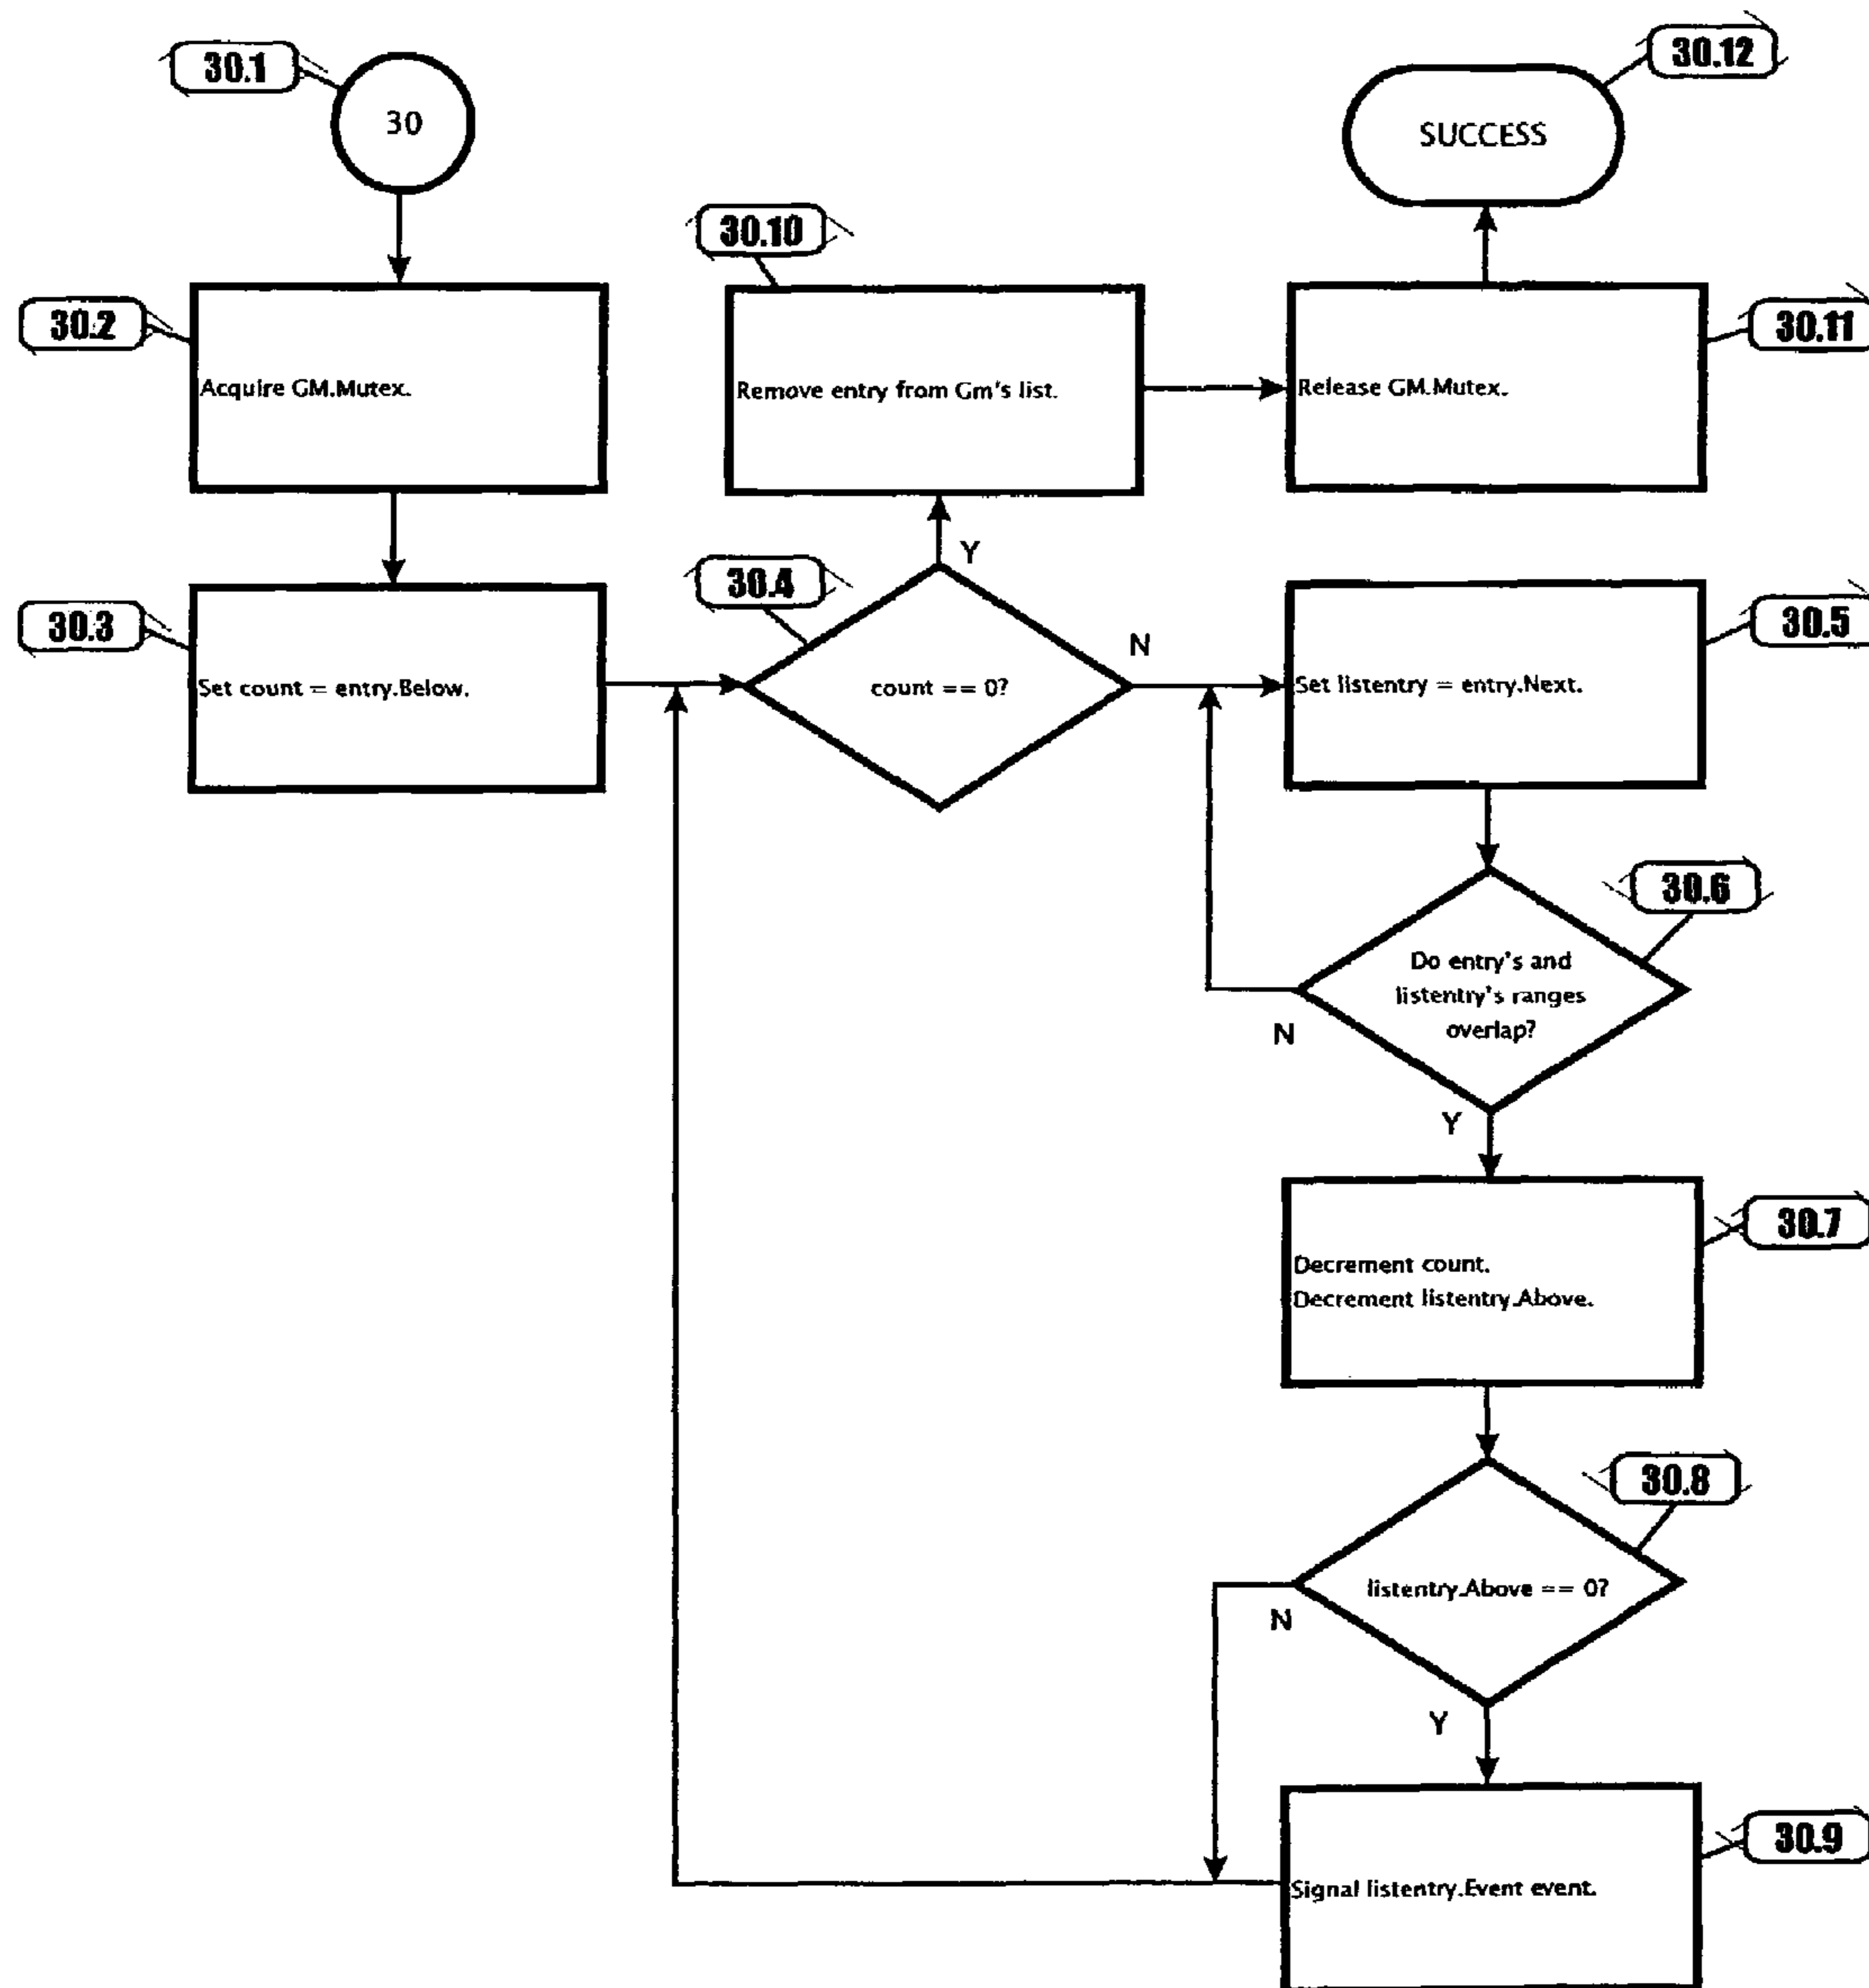 30.1
30
30.2
Acquire GM.Mutex.
30.3
Set count = entry.Below.
30.4
count == 0?
Y
N
30.10
Remove entry from Gm's list.
30.11
Release GM.Mutex.
30.12
SUCCESS
30.5
Set listentry = entry.Next.
30.6
Do entry's and
listentry's ranges
overlap?
N
Y
30.7
Decrement count.
Decrement listentry.Above.
30.8
listentry.Above == 0?
N
Y
30.9
Signal listentry.Event event.